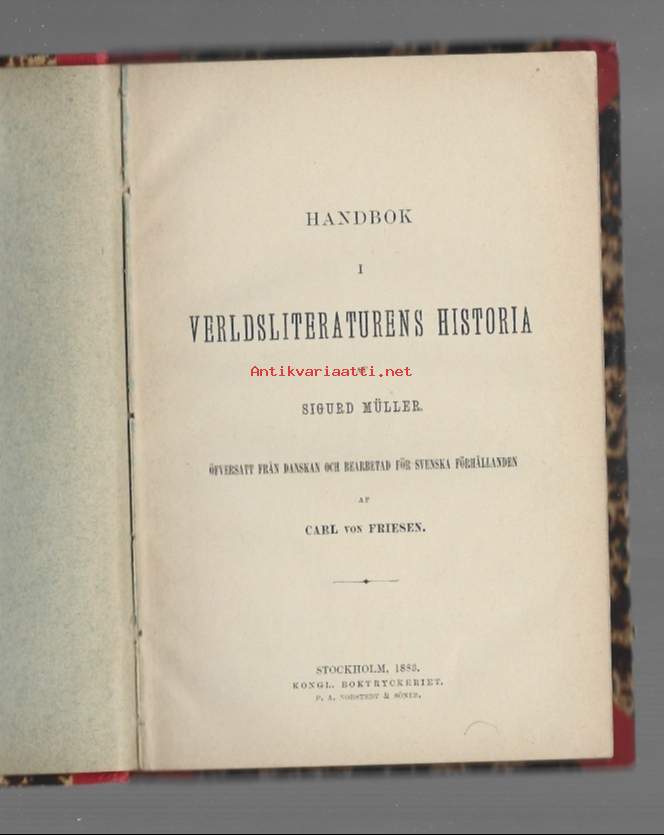 HANDBOK
I
VERLDSLITERATURENS HISTORIA
Antikvariaatti.net
SIGURD MÜLLER.
ÖFVERSATT FRÅN DANSKAN OCH BEARBETAD FÖR SVENSKA FÖRHÅLLANDEN
AF
CARL VON FRIESEN.
STOCKHOLM, 1883.
KONGL. BOKTRYCKERIET.
P. A. NORSTEDT & SÖNER.